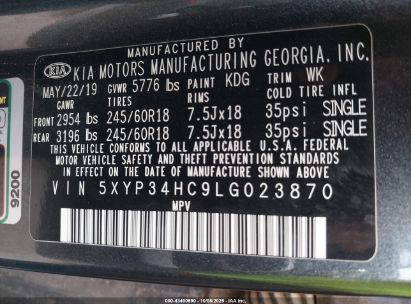 MANUFACTURED BY
KIA KIA MOTORS MANUFACTURING GEORGIA, INC.
MAY/22/19 GVWR 5776 lbs PAINT KDG TRIM WK
GAWR TIRES RIMS COLD TIRE INFL
FRONT 2954 lbs 245/60R18 7.5Jx18 35psi SINGLE
REAR 3196 lbs 245/60R18 7.5Jx18 35psi SINGLE
THIS VEHICLE CONFORMS TO ALL APPLICABLE U.S.A. FEDERAL
MOTOR VEHICLE SAFETY, BUMPER, AND THEFT PREVENTION STANDARDS
IN EFFECT ON THE DATE OF MANUFACTURE SHOWN ABOVE.
VIN 5XYP34HC9LG023870
MPV
9200